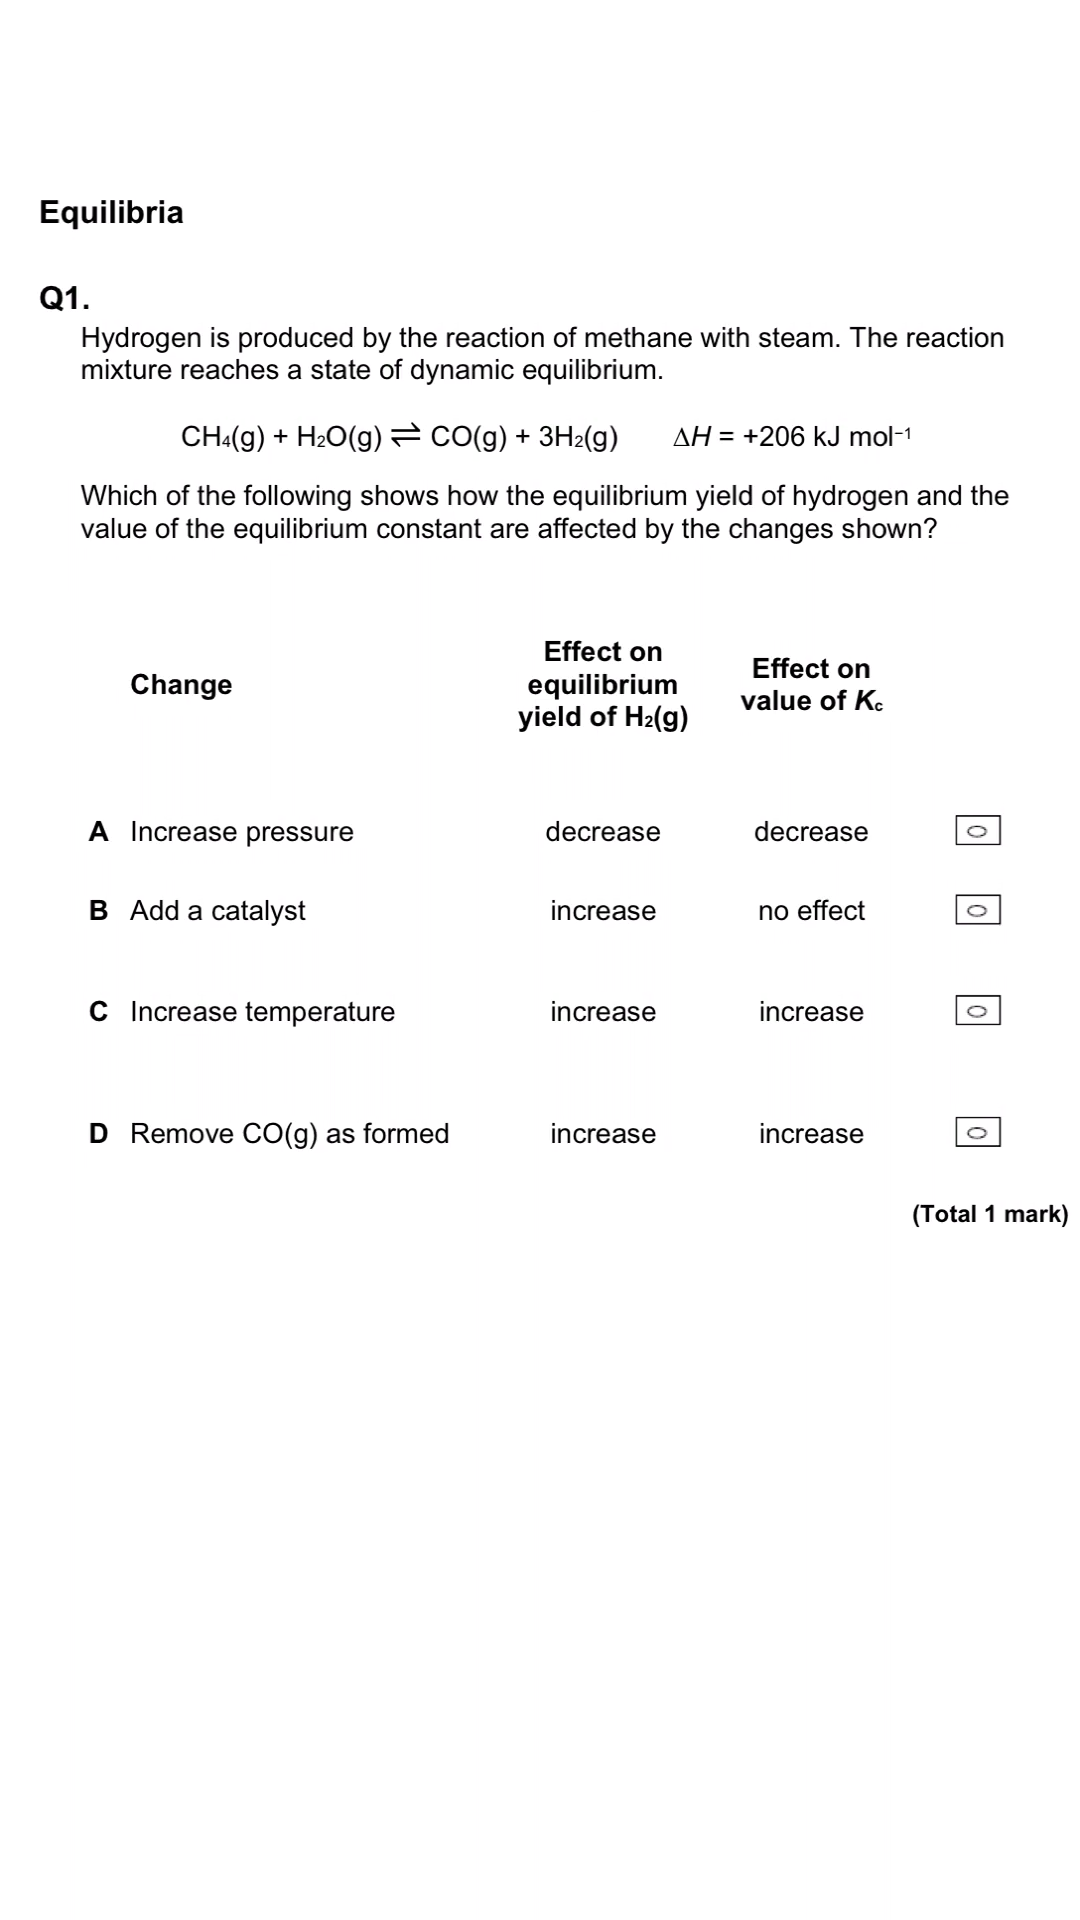 Equilibria
Q1.
Hydrogen is produced by the reaction of methane with steam. The reaction
mixture reaches a state of dynamic equilibrium.
CH₄(g) + H₂O(g) ⇌ CO(g) + 3H₂(g) ΔH = +206 kJ mol⁻¹
Which of the following shows how the equilibrium yield of hydrogen and the
value of the equilibrium constant are affected by the changes shown?
Change
Effect on
equilibrium
yield of H₂(g)
Effect on
value of Kc
A Increase pressure decrease decrease
B Add a catalyst increase no effect
C Increase temperature increase increase
D Remove CO(g) as formed increase increase
(Total 1 mark)